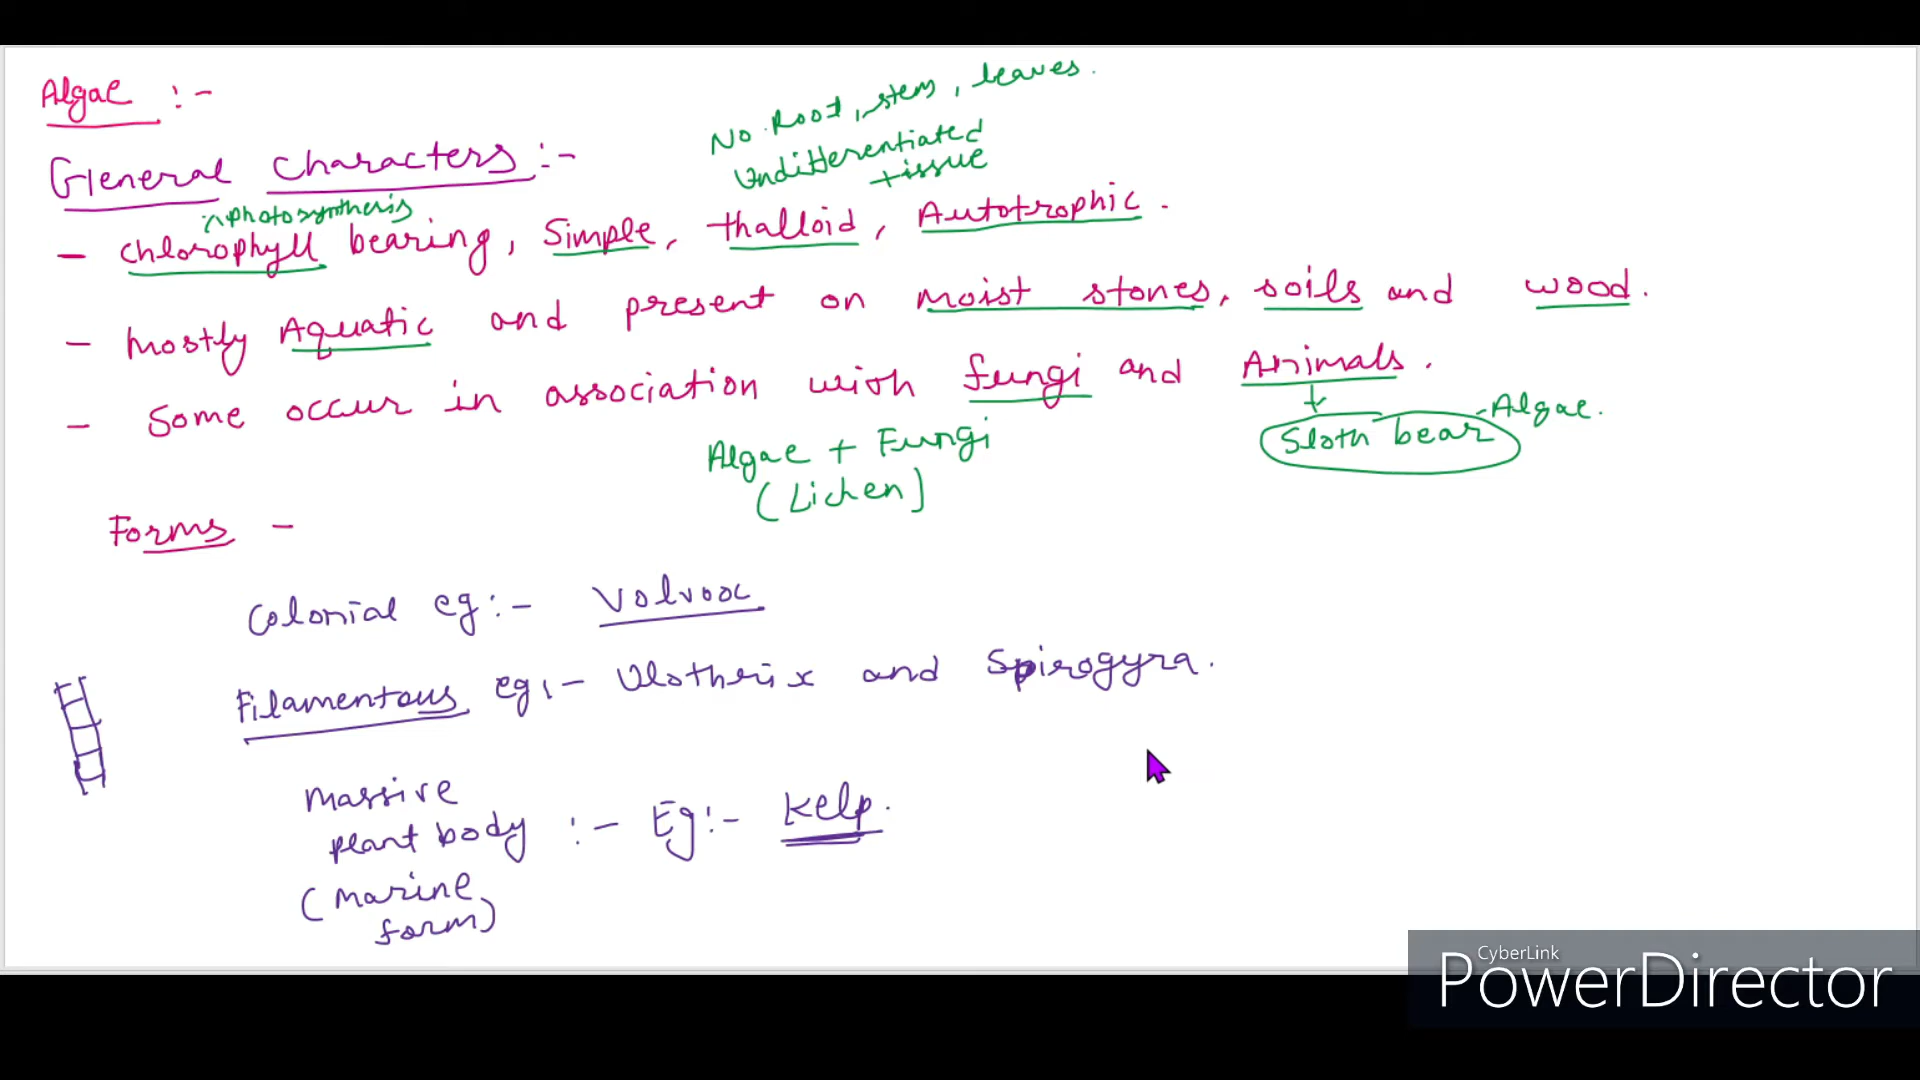 Algae :-
No Root, stem, leaves.
Undifferentiated
tissue
General Characters :-
photosynthesis
- Chlorophyll bearing, Simple, thalloid, Autotrophic.
- Mostly Aquatic and present on moist stones, soils and wood.
- Some occur in association with fungi and Animals.
Algae + Fungi
(Lichen)
Sloth bear - Algae.
Forms -
Colonial eg:- Volvox
Filamentous eg:- Ulothrix and Spirogyra.
Massive
plant body :- Eg:- Kelp.
(Marine
form)
CyberLink
PowerDirector